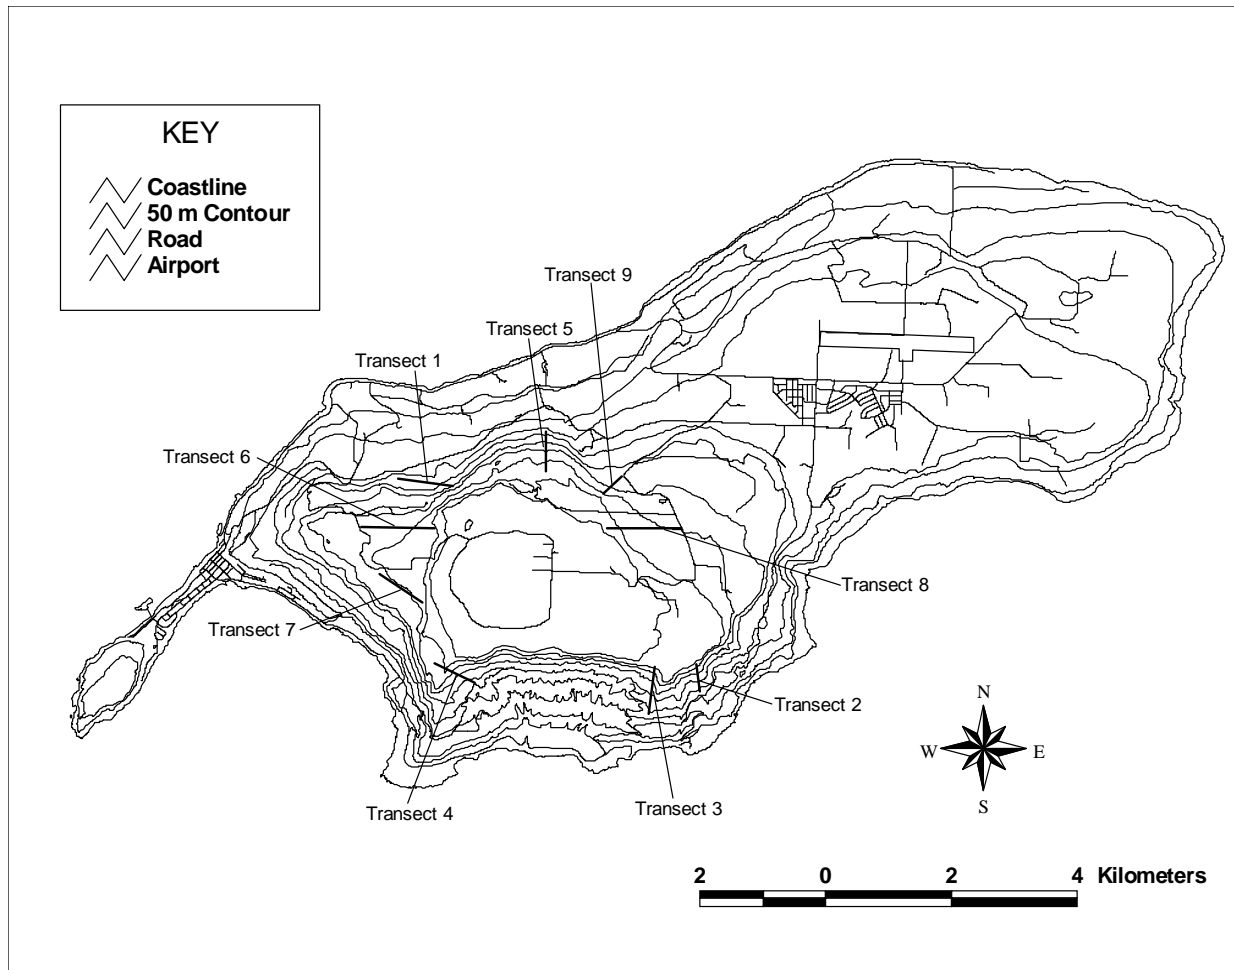 KEY
Coastline
50 m Contour
Road
Airport
Transect 9
Transect 5
Transect 1
Transect 6
Transect 8
Transect 7
Transect 2
Transect 3
Transect 4
N
W E
S
2 0 2 4 Kilometers